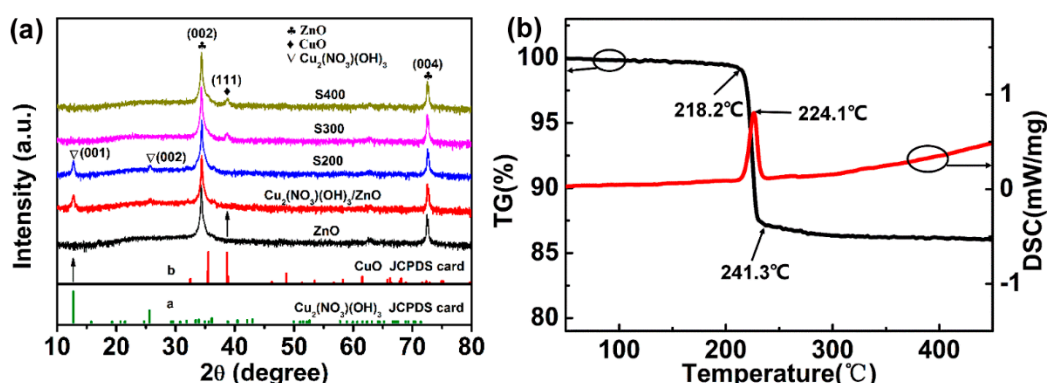 (a)
(002)
♣ ZnO
♦ CuO
▽ Cu₂(NO₃)(OH)₃
(111)
(004)
S400
S300
▽(001)
▽(002)
S200
Cu₂(NO₃)(OH)₃/ZnO
ZnO
b
CuO JCPDS card
a
Cu₂(NO₃)(OH)₃ JCPDS card
Intensity (a.u.)
10 20 30 40 50 60 70 80
2θ (degree)
(b)
100
95
90
85
80
TG(%)
218.2℃
224.1℃
241.3℃
1
0
-1
DSC(mW/mg)
100 200 300 400
Temperature(℃)